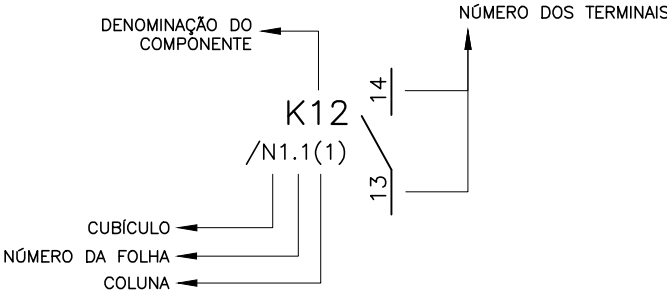 NÚMERO DOS TERMINAIS
DENOMINAÇÃO DO
COMPONENTE
14
K12
/N1.1(1)
13
CUBÍCULO
NÚMERO DA FOLHA
COLUNA